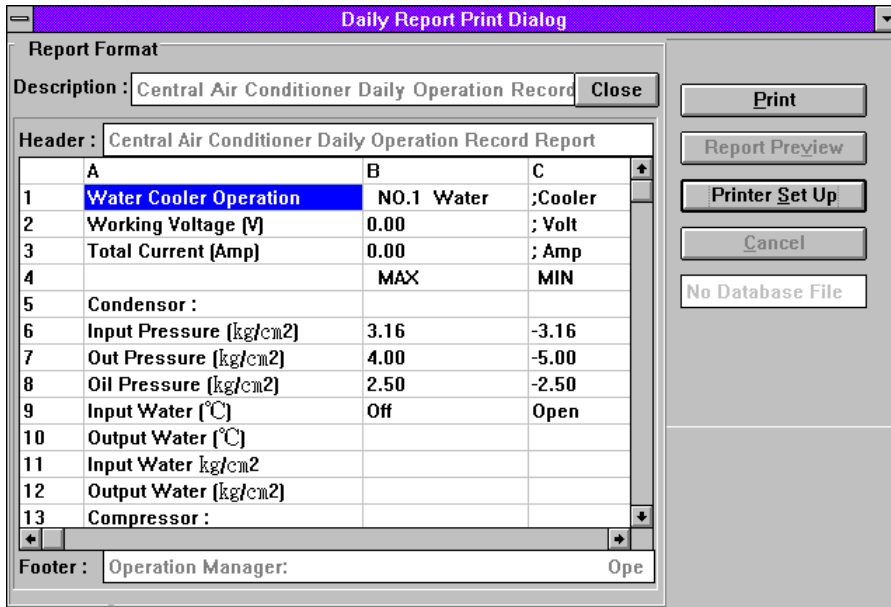 Daily Report Print Dialog
Report Format
Description : Central Air Conditioner Daily Operation Record Close
Header : Central Air Conditioner Daily Operation Record Report
A B C
1 Water Cooler Operation NO.1 Water ;Cooler
2 Working Voltage (V) 0.00 ; Volt
3 Total Current (Amp) 0.00 ; Amp
4 MAX MIN
5 Condensor :
6 Input Pressure (kg/cm2) 3.16 -3.16
7 Out Pressure (kg/cm2) 4.00 -5.00
8 Oil Pressure (kg/cm2) 2.50 -2.50
9 Input Water (℃) Off Open
10 Output Water (℃)
11 Input Water kg/cm2
12 Output Water (kg/cm2)
13 Compressor :
Footer : Operation Manager: Ope
Print
Report Preview
Printer Set Up
Cancel
No Database File